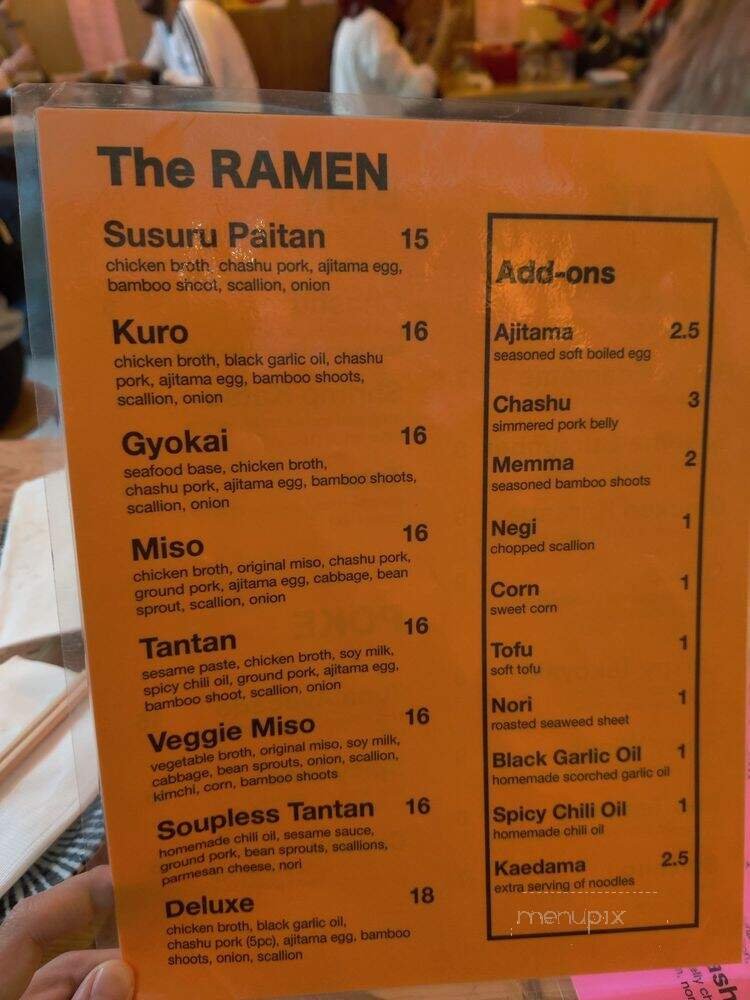 The RAMEN
Susuru Paitan 15
chicken broth, chashu pork, ajitama egg,
bamboo shoot, scallion, onion
Kuro 16
chicken broth, black garlic oil, chashu
pork, ajitama egg, bamboo shoots,
scallion, onion
Gyokai 16
seafood base, chicken broth,
chashu pork, ajitama egg, bamboo shoots,
scallion, onion
Miso 16
chicken broth, original miso, chashu pork,
ground pork, ajitama egg, cabbage, bean
sprout, scallion, onion
Tantan 16
sesame paste, chicken broth, soy milk,
spicy chili oil, ground pork, ajitama egg,
bamboo shoot, scallion, onion
Veggie Miso 16
vegetable broth, original miso, soy milk,
cabbage, bean sprouts, onion, scallion,
kimchi, corn, bamboo shoots
Soupless Tantan 16
homemade chili oil, sesame sauce,
ground pork, bean sprouts, scallions,
parmesan cheese, nori
Deluxe 18
chicken broth, black garlic oil,
chashu pork (5pc), ajitama egg, bamboo
shoots, onion, scallion
Add-ons
Ajitama 2.5
seasoned soft boiled egg
Chashu 3
simmered pork belly
Memma 2
seasoned bamboo shoots
Negi 1
chopped scallion
Corn 1
sweet corn
Tofu 1
soft tofu
Nori 1
roasted seaweed sheet
Black Garlic Oil 1
homemade scorched garlic oil
Spicy Chili Oil 1
homemade chili oil
Kaedama 2.5
extra serving of noodles
menupix